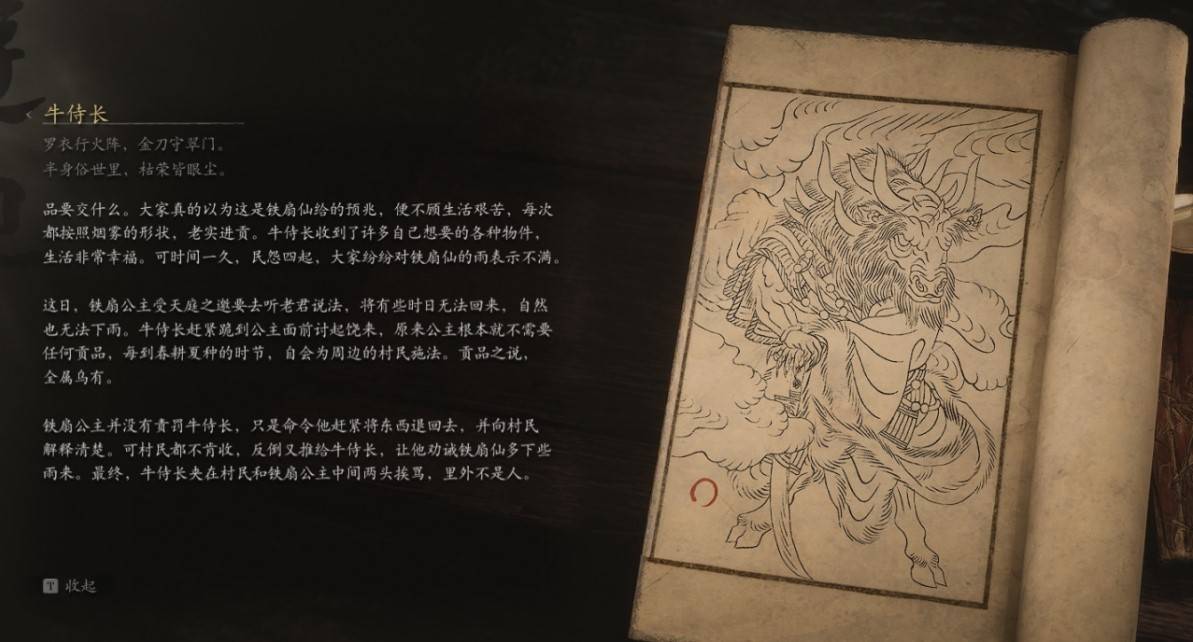 牛侍长
罗衣行火阵，金刀守翠门。
半身俗世里，枯荣皆眼尘。
品要交什么。大家真的以为这是铁扇仙给的预兆，便不顾生活艰苦，每次
都按照烟雾的形状，老实进贡。牛侍长收到了许多自己想要的各种物件，
生活非常幸福。可时间一久，民怨四起，大家纷纷对铁扇仙的雨表示不满。
这日，铁扇公主受天庭之邀要去听老君说法，将有些时日无法回来，自然
也无法下雨。牛侍长赶紧跪到公主面前讨起饶来，原来公主根本就不需要
任何贡品，每到春耕夏种的时节，自会为周边的村民施法。贡品之说，
全属乌有。
铁扇公主并没有责罚牛侍长，只是命令他赶紧将东西退回去，并向村民
解释清楚。可村民都不肯收，反倒又推给牛侍长，让他劝诫铁扇仙多下些
雨来。最终，牛侍长夹在村民和铁扇公主中间两头挨骂，里外不是人。
T 收起